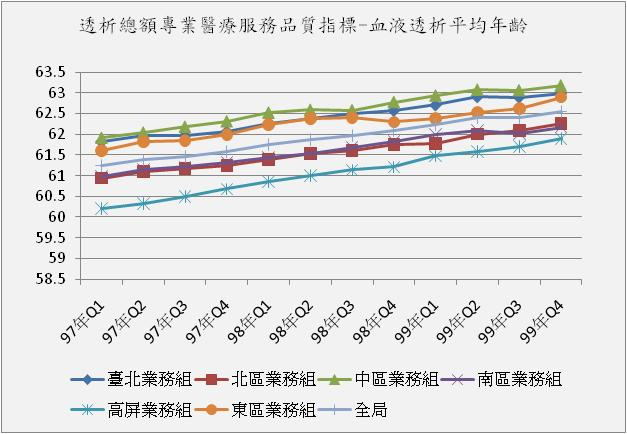 透析總額專業醫療服務品質指標-血液透析平均年齡
63.5
63
62.5
62
61.5
61
60.5
60
59.5
59
58.5
97年Q1
97年Q2
97年Q3
97年Q4
98年Q1
98年Q2
98年Q3
98年Q4
99年Q1
99年Q2
99年Q3
99年Q4
臺北業務組
北區業務組
中區業務組
南區業務組
高屏業務組
東區業務組
全局